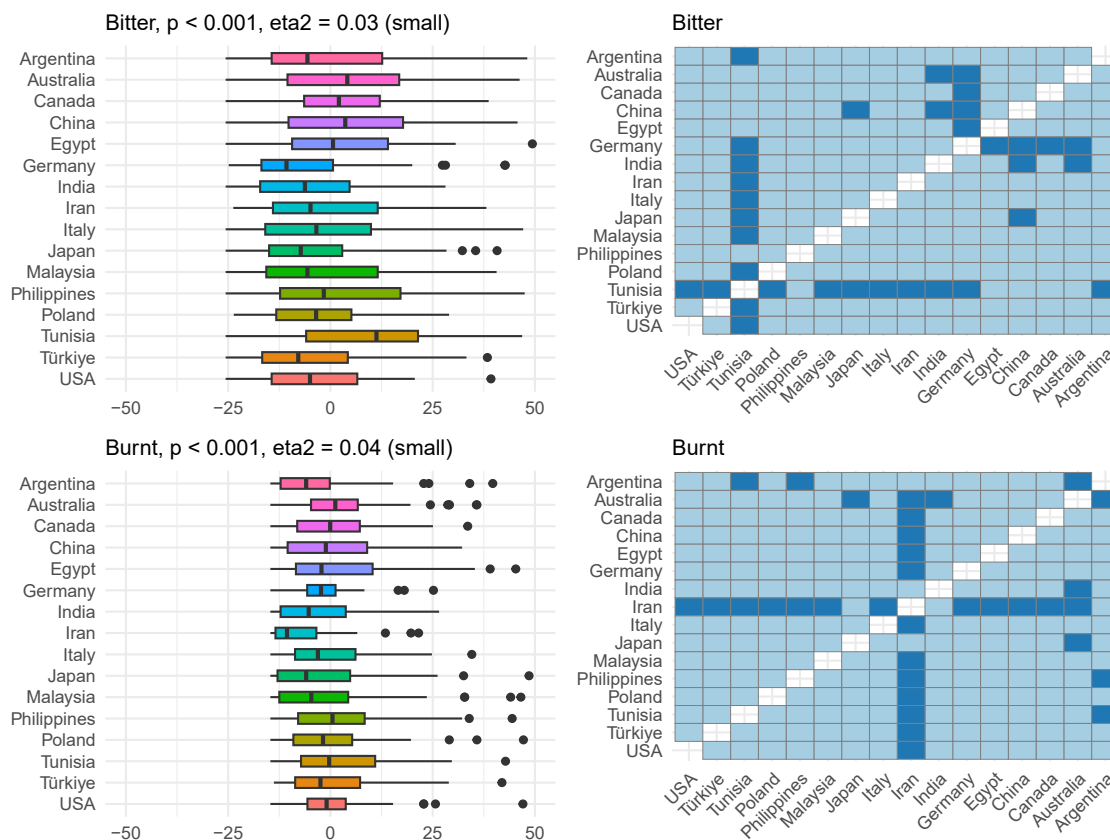 Bitter, p < 0.001, eta2 = 0.03 (small)
Argentina
Australia
Canada
China
Egypt
Germany
India
Iran
Italy
Japan
Malaysia
Philippines
Poland
Tunisia
Türkiye
USA
−50 −25 0 25 50
Bitter
Argentina
Australia
Canada
China
Egypt
Germany
India
Iran
Italy
Japan
Malaysia
Philippines
Poland
Tunisia
Türkiye
USA
USA Türkiye Tunisia Poland Philippines Malaysia Japan Italy Iran India Germany Egypt China Canada Australia Argentina
Burnt, p < 0.001, eta2 = 0.04 (small)
Argentina
Australia
Canada
China
Egypt
Germany
India
Iran
Italy
Japan
Malaysia
Philippines
Poland
Tunisia
Türkiye
USA
−50 −25 0 25 50
Burnt
Argentina
Australia
Canada
China
Egypt
Germany
India
Iran
Italy
Japan
Malaysia
Philippines
Poland
Tunisia
Türkiye
USA
USA Türkiye Tunisia Poland Philippines Malaysia Japan Italy Iran India Germany Egypt China Canada Australia Argentina